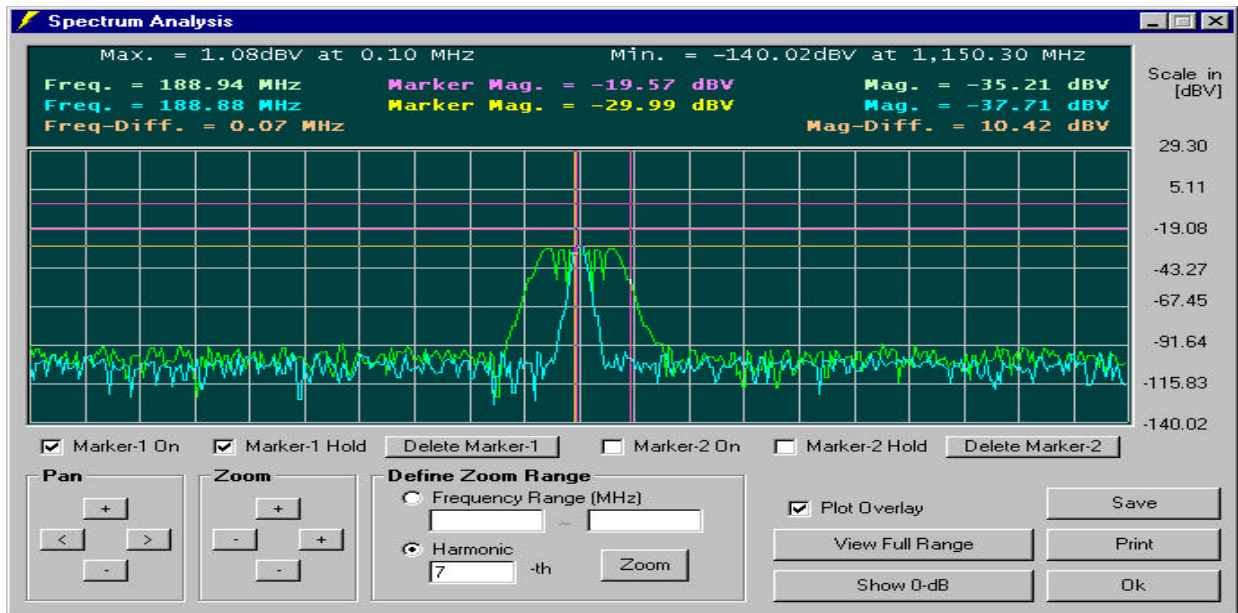 Spectrum Analysis
Max. = 1.08dBV at 0.10 MHz Min. = -140.02dBV at 1,150.30 MHz
Freq. = 188.94 MHz Marker Mag. = -19.57 dBV Mag. = -35.21 dBV
Freq. = 188.88 MHz Marker Mag. = -29.99 dBV Mag. = -37.71 dBV
Freq-Diff. = 0.07 MHz Mag-Diff. = 10.42 dBV
Scale in
[dBV]
29.30
5.11
-19.08
-43.27
-67.45
-91.64
-115.83
-140.02
Marker-1 On Marker-1 Hold Delete Marker-1 Marker-2 On Marker-2 Hold Delete Marker-2
Pan
+
< >
-
Zoom
+
- +
-
Define Zoom Range
Frequency Range (MHz)
~
Harmonic
7 -th Zoom
Plot Overlay Save
View Full Range Print
Show 0-dB Ok